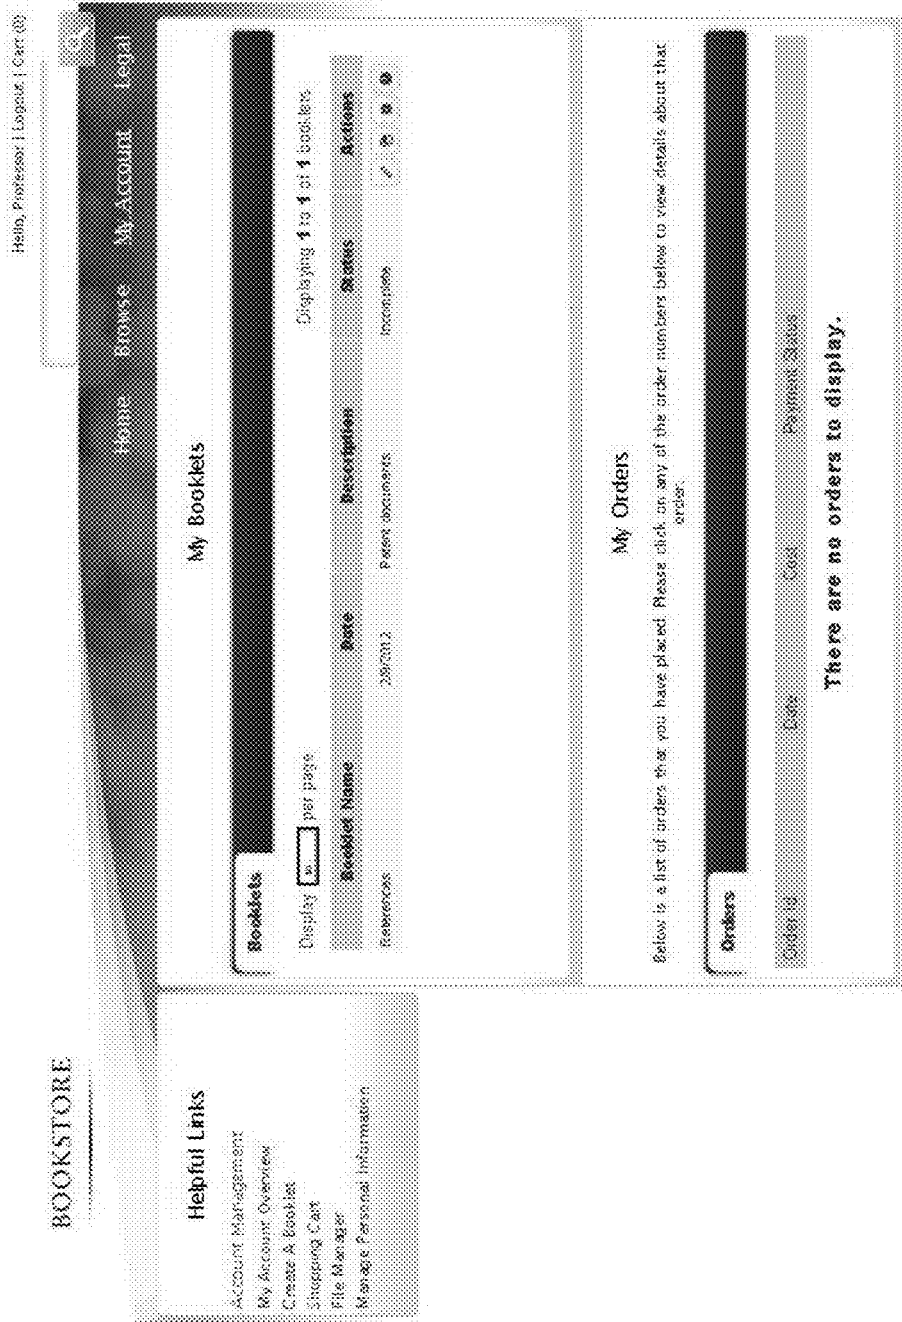 Hello, Professor | Logout | Cart (0)
BOOKSTORE
Home Browse My Account Legal
Helpful Links
Account Management
My Account Overview
Create A Booklet
Shopping Cart
File Manager
Manage Personal Information
My Booklets
Booklets
Display per page Displaying 1 to 1 of 1 booklets
Booklet Name Date Description Status Actions
References 2/9/2012 Patent documents Incomplete
My Orders
Below is a list of orders that you have placed. Please click on any of the order numbers below to view details about that
order.
Orders
Order Id Date Cost Payment Status
There are no orders to display.